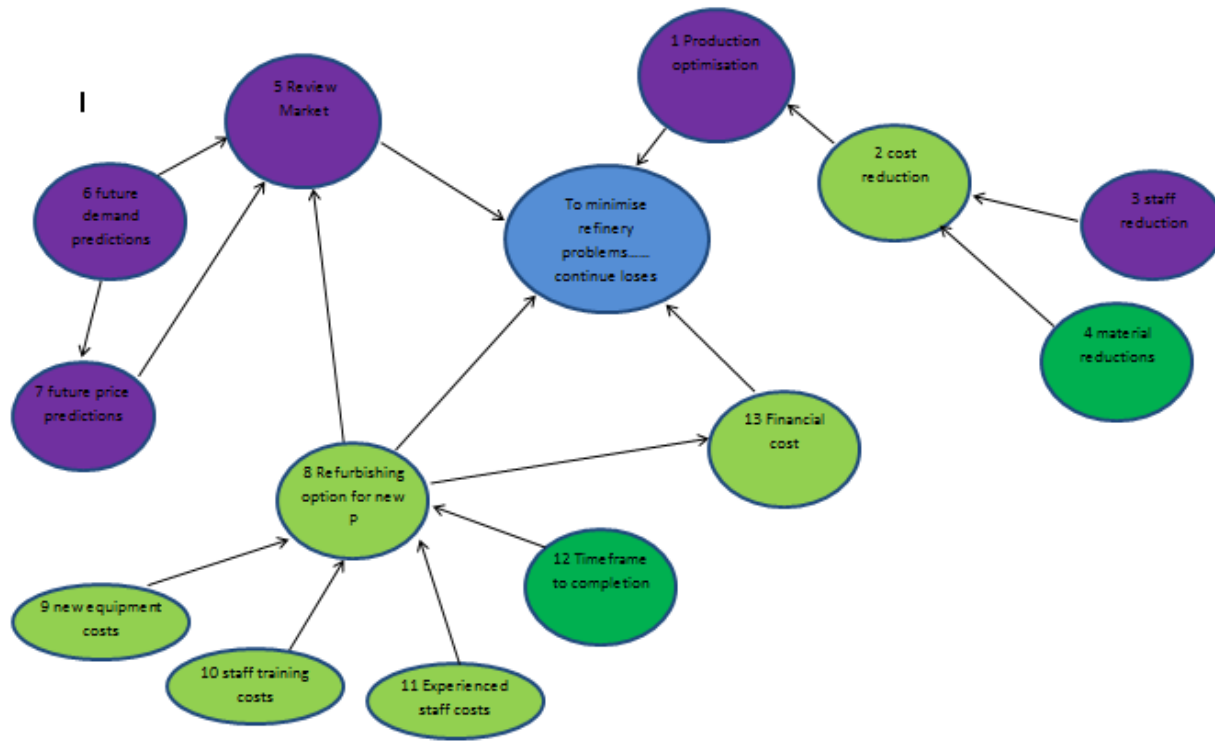 1 Production
optimisation
5 Review
Market
I
2 cost
reduction
6 future
demand
predictions
3 staff
reduction
To minimise
refinery
problems......
continue loses
4 material
reductions
7 future price
predictions
13 Financial
cost
8 Refurbishing
option for new
P
12 Timeframe
to completion
9 new equipment
costs
10 staff training
costs
11 Experienced
staff costs